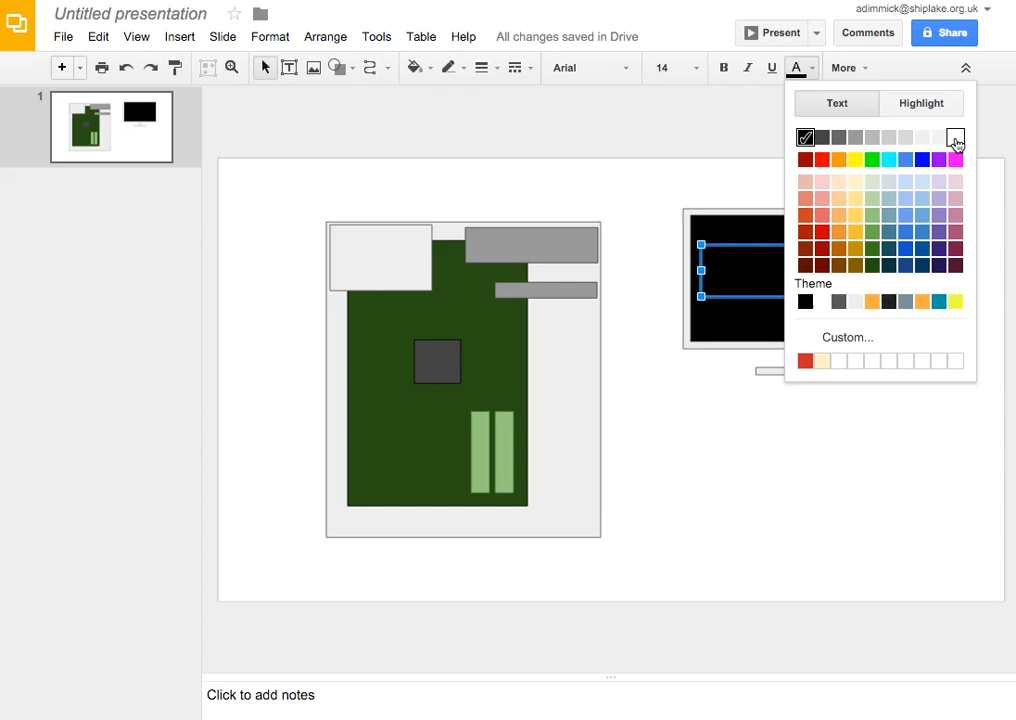 Untitled presentation
adimmick@shiplake.org.uk
File Edit View Insert Slide Format Arrange Tools Table Help All changes saved in Drive
Present Comments Share
Arial 14 B I U A More
1
Text Highlight
Theme
Custom...
Click to add notes